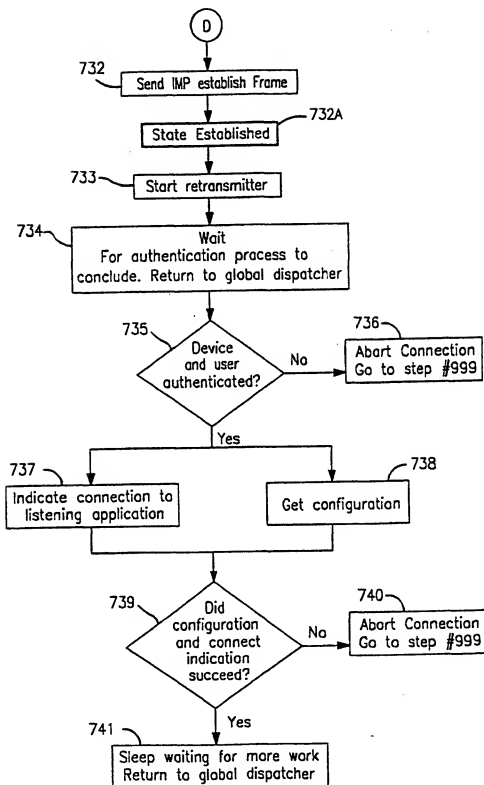 D
732
Send IMP establish Frame
732A
State Established
733
Start retransmitter
734
Wait
For authentication process to
conclude. Return to global dispatcher
735
Device
and user
authenticated?
No
736
Abort Connection
Go to step #999
Yes
737
Indicate connection to
listening application
738
Get configuration
739
Did
configuration
and connect
indication
succeed?
No
740
Abort Connection
Go to step #999
Yes
741
Sleep waiting for more work
Return to global dispatcher